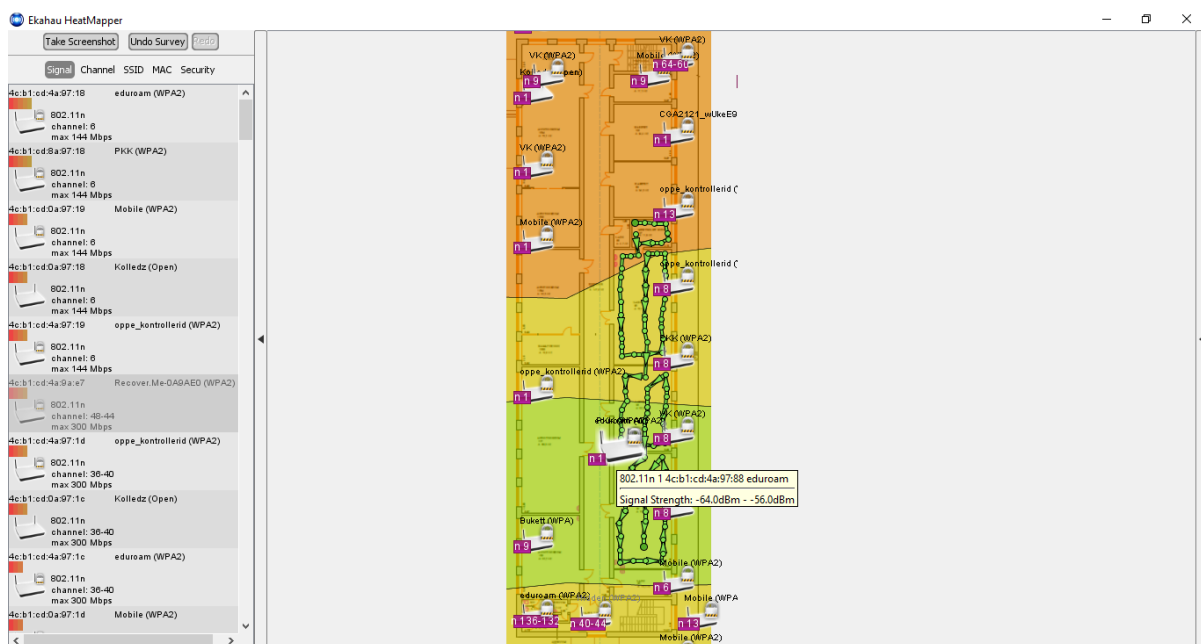 Ekahau HeatMapper
Take Screenshot Undo Survey Redo
Signal Channel SSID MAC Security
4c:b1:cd:4a:97:18 eduroam (WPA2)
802.11n
channel: 6
max 144 Mbps
4c:b1:cd:8a:97:18 PKK (WPA2)
802.11n
channel: 6
max 144 Mbps
4c:b1:cd:0a:97:19 Mobile (WPA2)
802.11n
channel: 6
max 144 Mbps
4c:b1:cd:0a:97:18 Kolledz (Open)
802.11n
channel: 6
max 144 Mbps
4c:b1:cd:4a:97:19 oppe_kontrollerid (WPA2)
802.11n
channel: 6
max 144 Mbps
4c:b1:cd:4a:9a:e7 Recover.Me-0A9AE0 (WPA2)
802.11n
channel: 48-44
max 300 Mbps
4c:b1:cd:4a:97:1d oppe_kontrollerid (WPA2)
802.11n
channel: 36-40
max 300 Mbps
4c:b1:cd:0a:97:1c Kolledz (Open)
802.11n
channel: 36-40
max 300 Mbps
4c:b1:cd:4a:97:1c eduroam (WPA2)
802.11n
channel: 36-40
max 300 Mbps
4c:b1:cd:0a:97:1d Mobile (WPA2)
VK (WPA2)
VK (WPA2) Mobile (WPA2)
n 64-60
n 9 n 9
n 1
CGA2121_wUkeE9
n 1
VK (WPA2)
n 1
oppe_kontrollerid (
n 13
Mobile (WPA2)
n 1
oppe_kontrollerid (
n 8
PKK (WPA2)
n 8
oppe_kontrollerid (WPA2)
n 1
VK (WPA2)
n 8
n 1
802.11n 1 4c:b1:cd:4a:97:88 eduroam
Signal Strength: -64.0dBm - -56.0dBm
n 8
Bukett (WPA)
n 9
Mobile (WPA2)
n 6
eduroam (WPA2) Mobile (WPA
n 136-132 n 40-44 n 13
Mobile (WPA2)